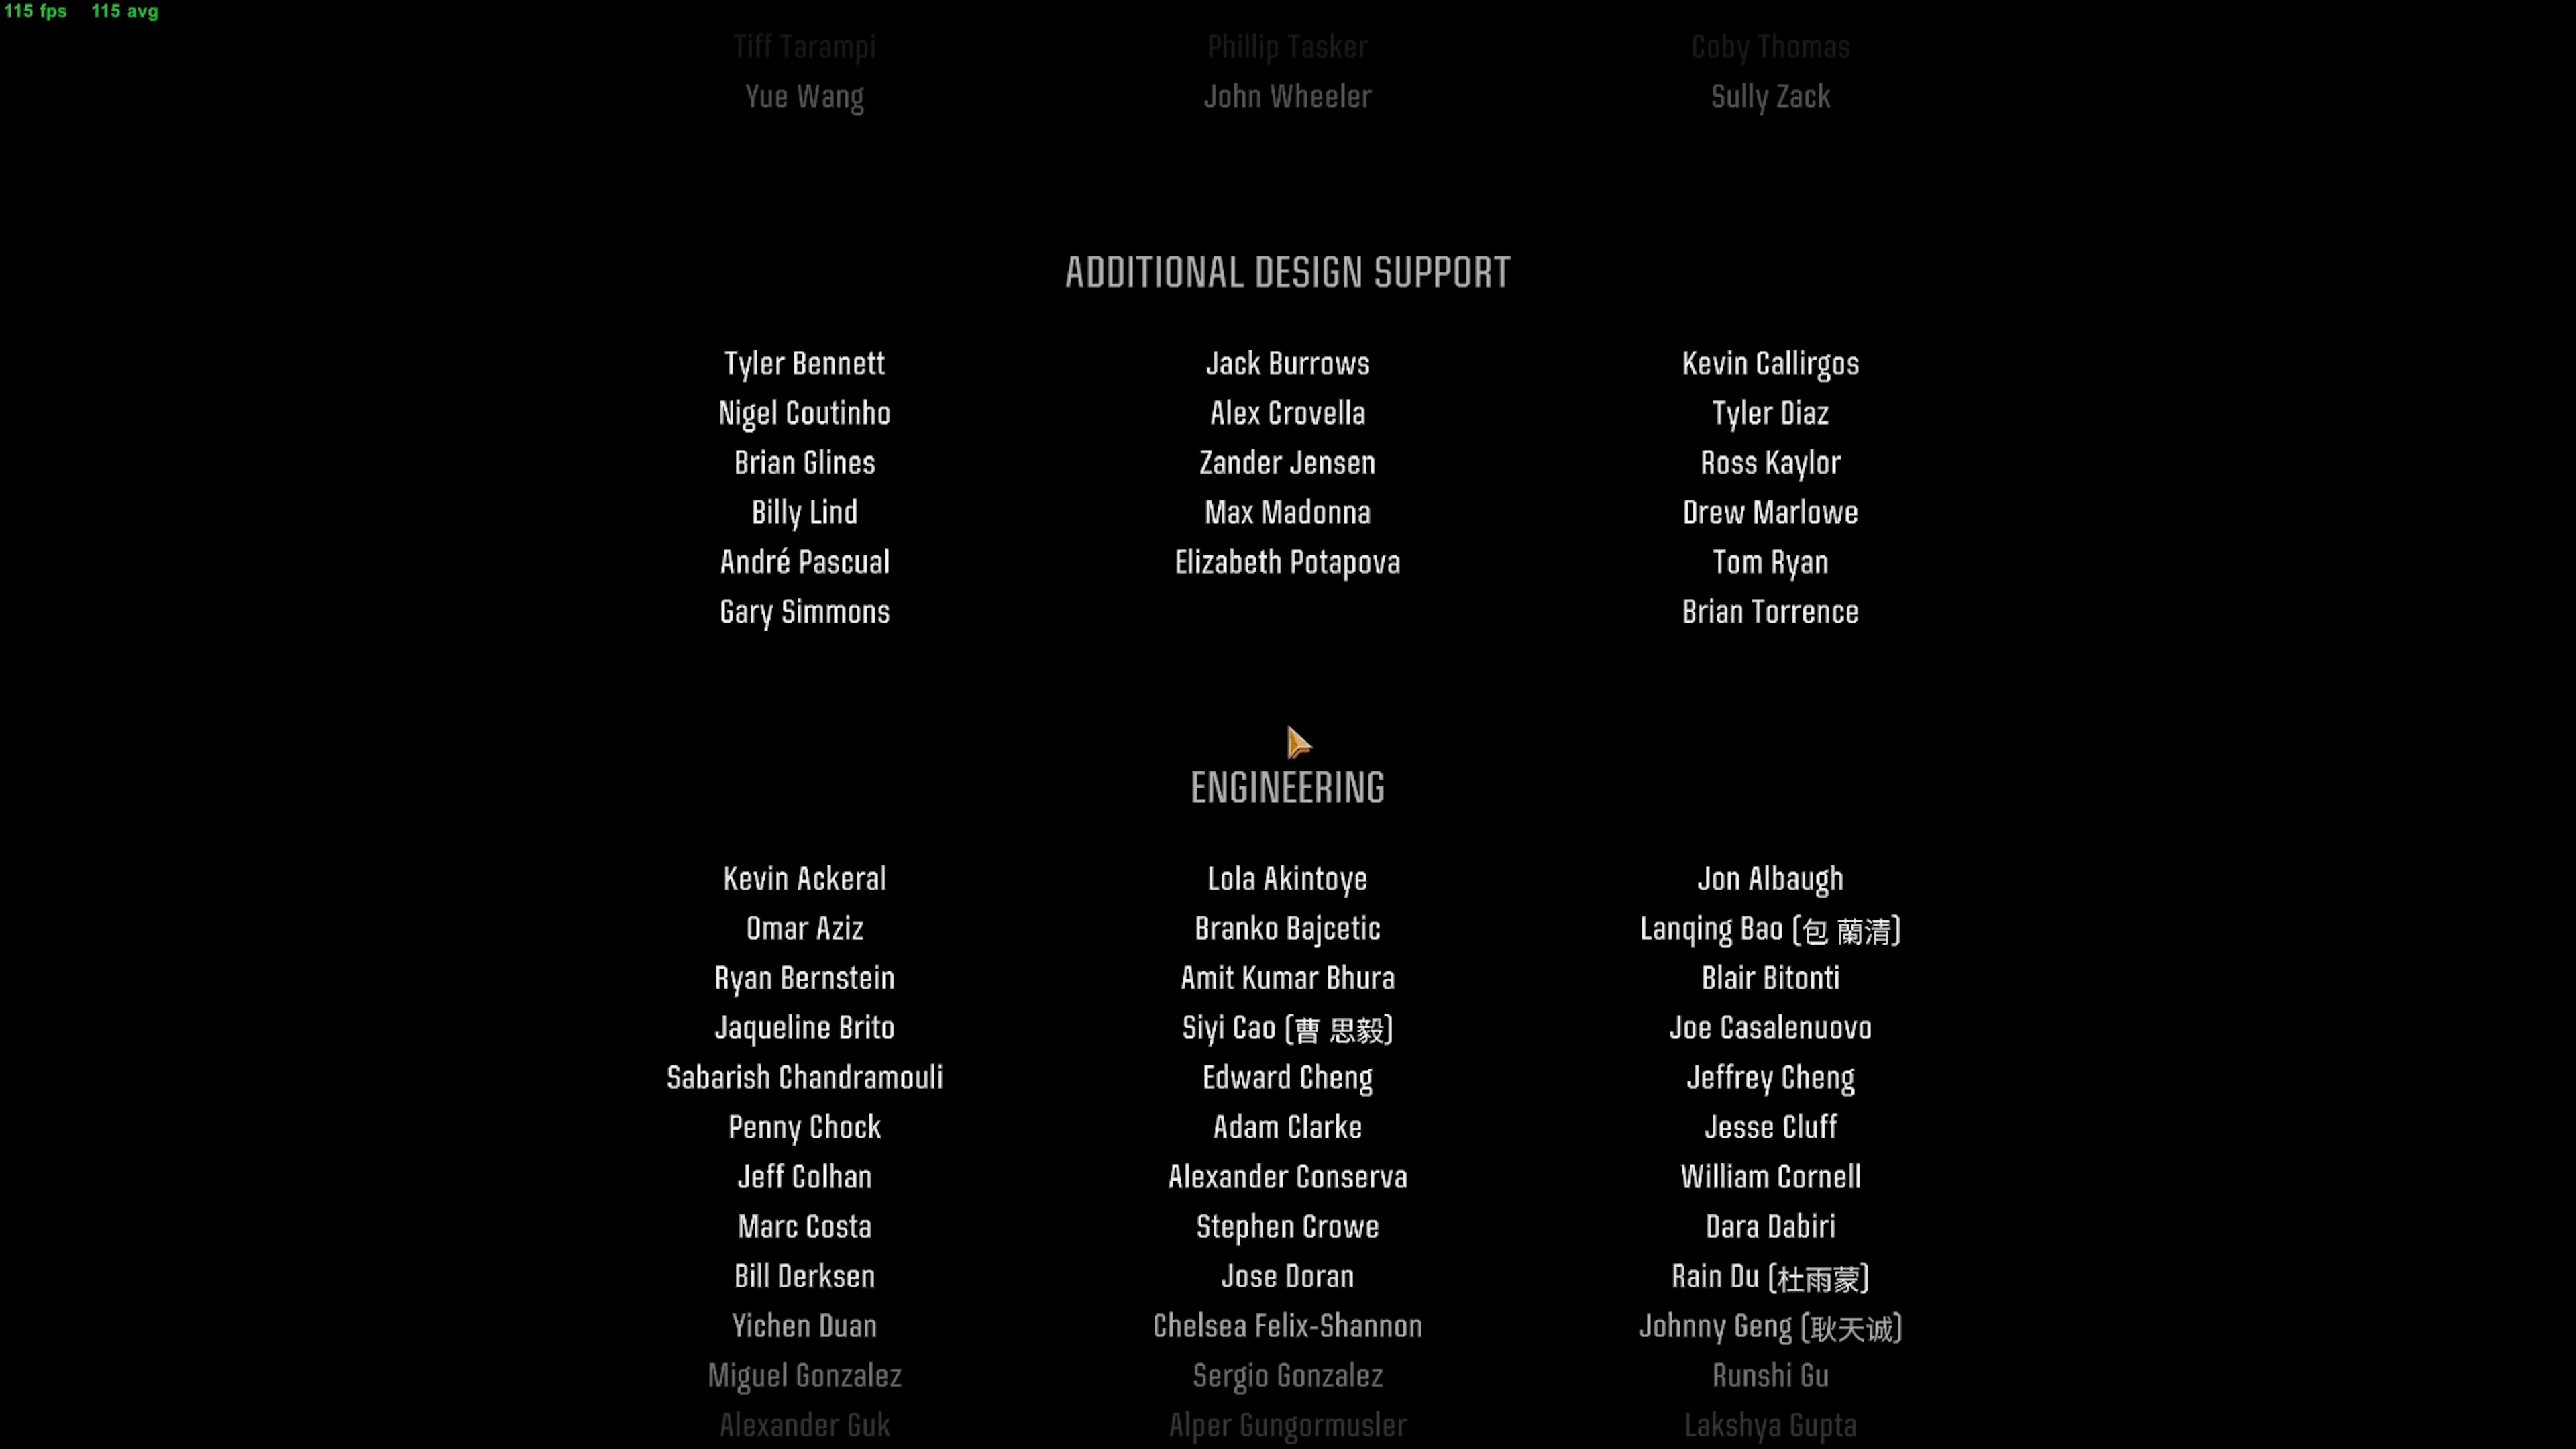 115 fps 115 avg
Tiff Tarampi Phillip Tasker Coby Thomas
Yue Wang John Wheeler Sully Zack
ADDITIONAL DESIGN SUPPORT
Tyler Bennett Jack Burrows Kevin Callirgos
Nigel Coutinho Alex Crovella Tyler Diaz
Brian Glines Zander Jensen Ross Kaylor
Billy Lind Max Madonna Drew Marlowe
André Pascual Elizabeth Potapova Tom Ryan
Gary Simmons Brian Torrence
ENGINEERING
Kevin Ackeral Lola Akintoye Jon Albaugh
Omar Aziz Branko Bajcetic Lanqing Bao (包 蘭清)
Ryan Bernstein Amit Kumar Bhura Blair Bitonti
Jaqueline Brito Siyi Cao (曹 思毅) Joe Casalenuovo
Sabarish Chandramouli Edward Cheng Jeffrey Cheng
Penny Chock Adam Clarke Jesse Cluff
Jeff Colhan Alexander Conserva William Cornell
Marc Costa Stephen Crowe Dara Dabiri
Bill Derksen Jose Doran Rain Du (杜雨蒙)
Yichen Duan Chelsea Felix-Shannon Johnny Geng (耿天诚)
Miguel Gonzalez Sergio Gonzalez Runshi Gu
Alexander Guk Alper Gungormusler Lakshya Gupta